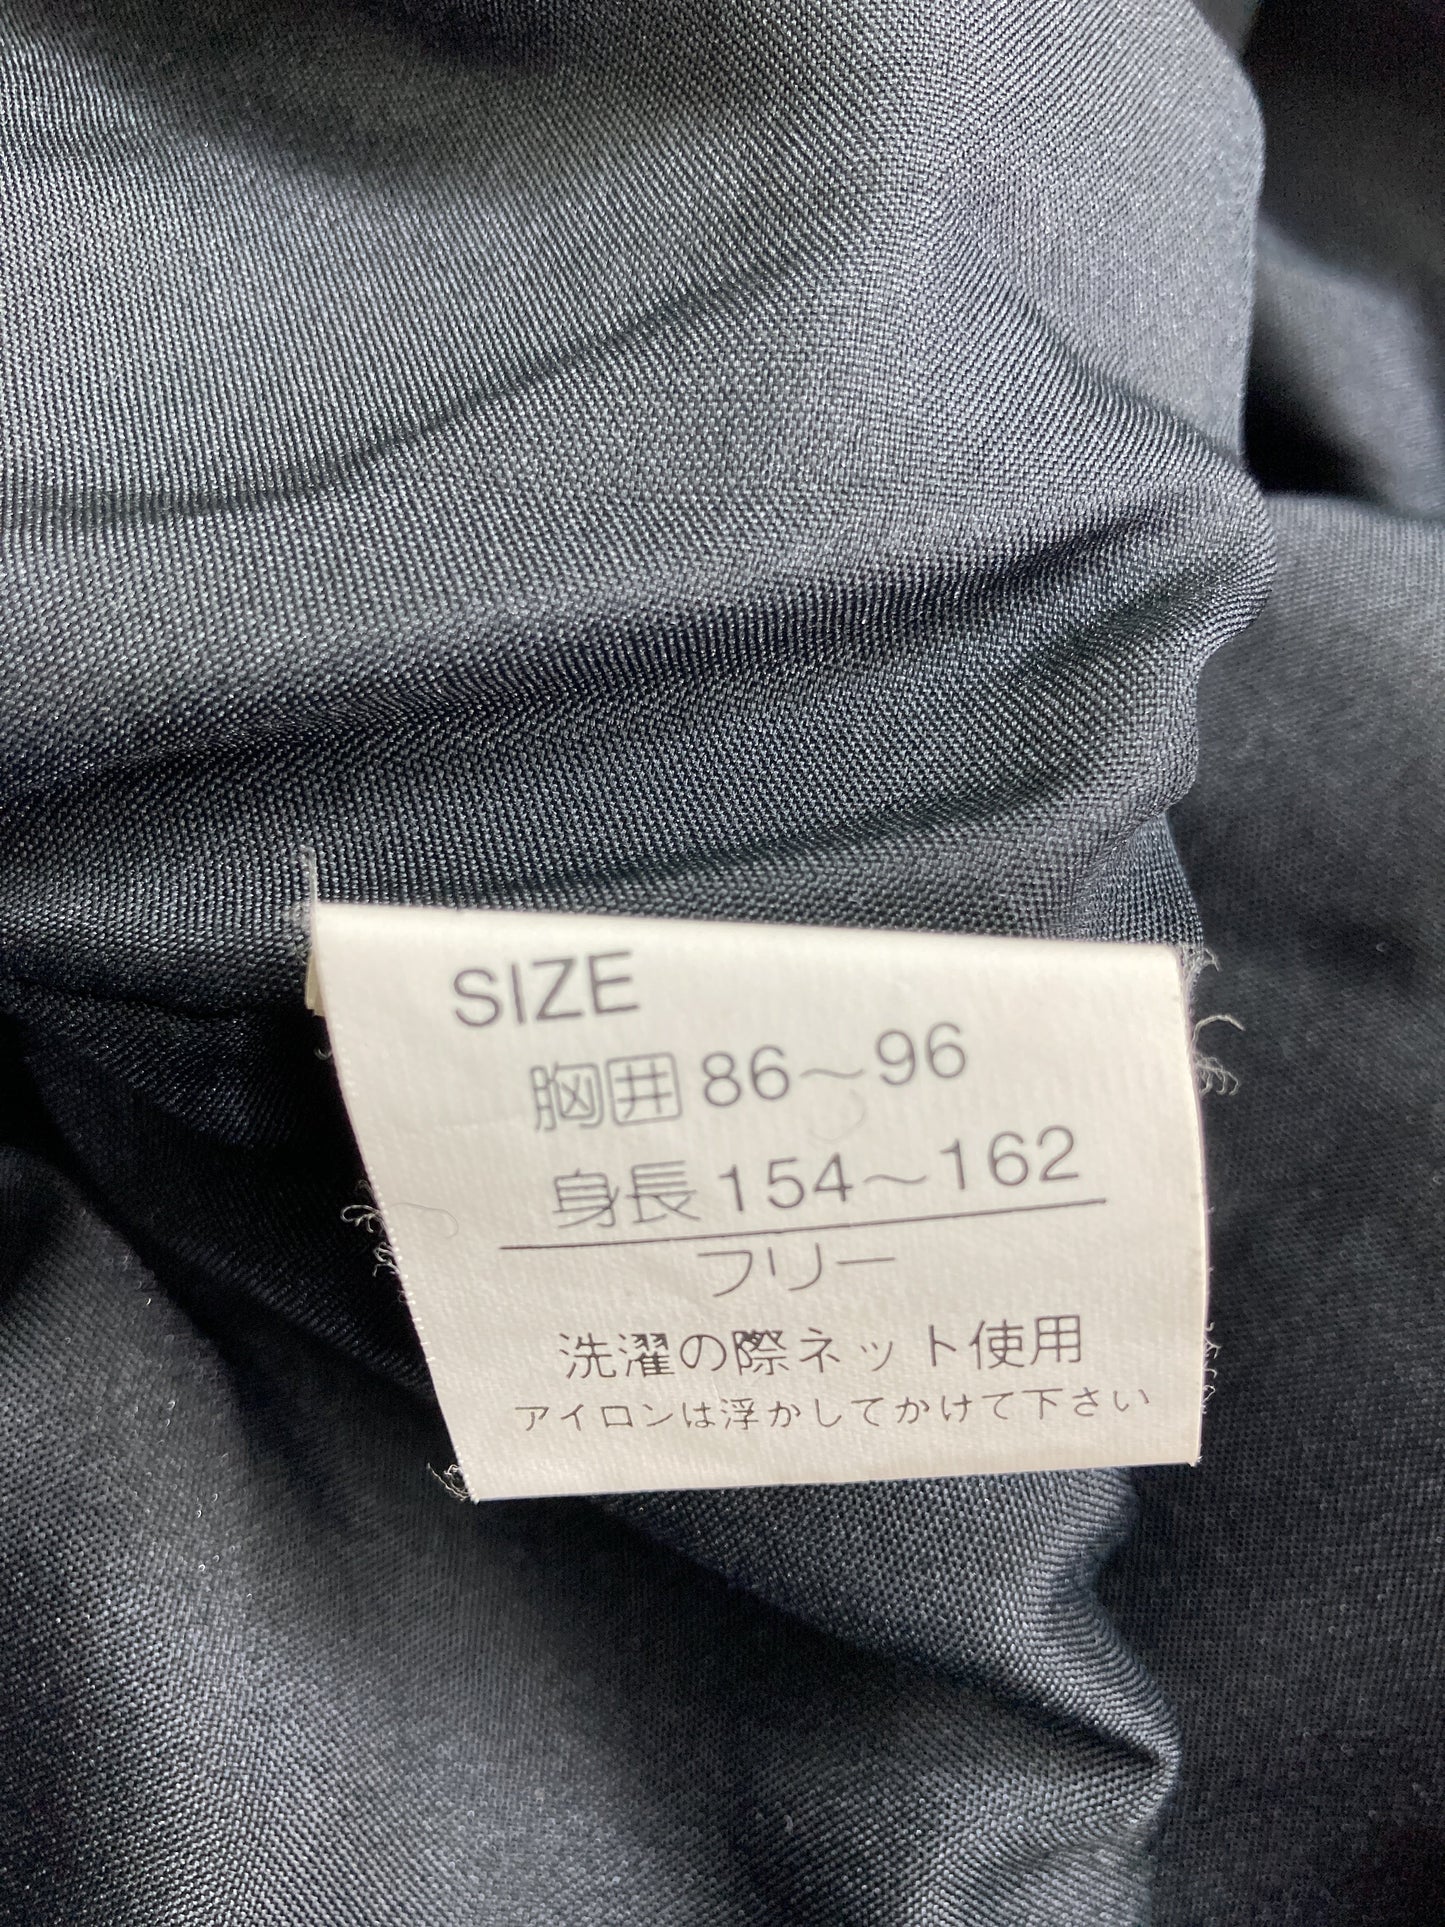 SIZE
胸囲 86～96
身長 154～162
フリー
洗濯の際ネット使用
アイロンは浮かしてかけて下さい